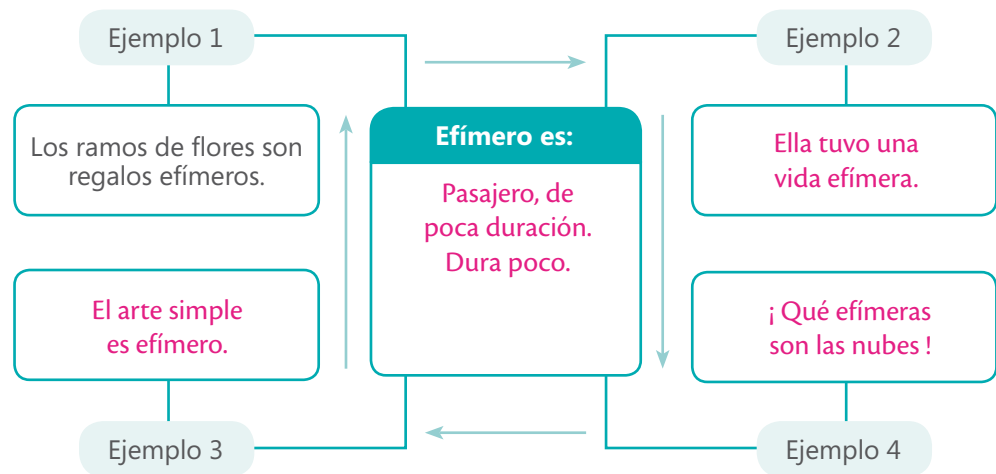 Ejemplo 1
Los ramos de flores son
regalos efímeros.
Efímero es:
Pasajero, de
poca duración.
Dura poco.
Ejemplo 2
Ella tuvo una
vida efímera.
El arte simple
es efímero.
Ejemplo 3
¡ Qué efímeras
son las nubes !
Ejemplo 4